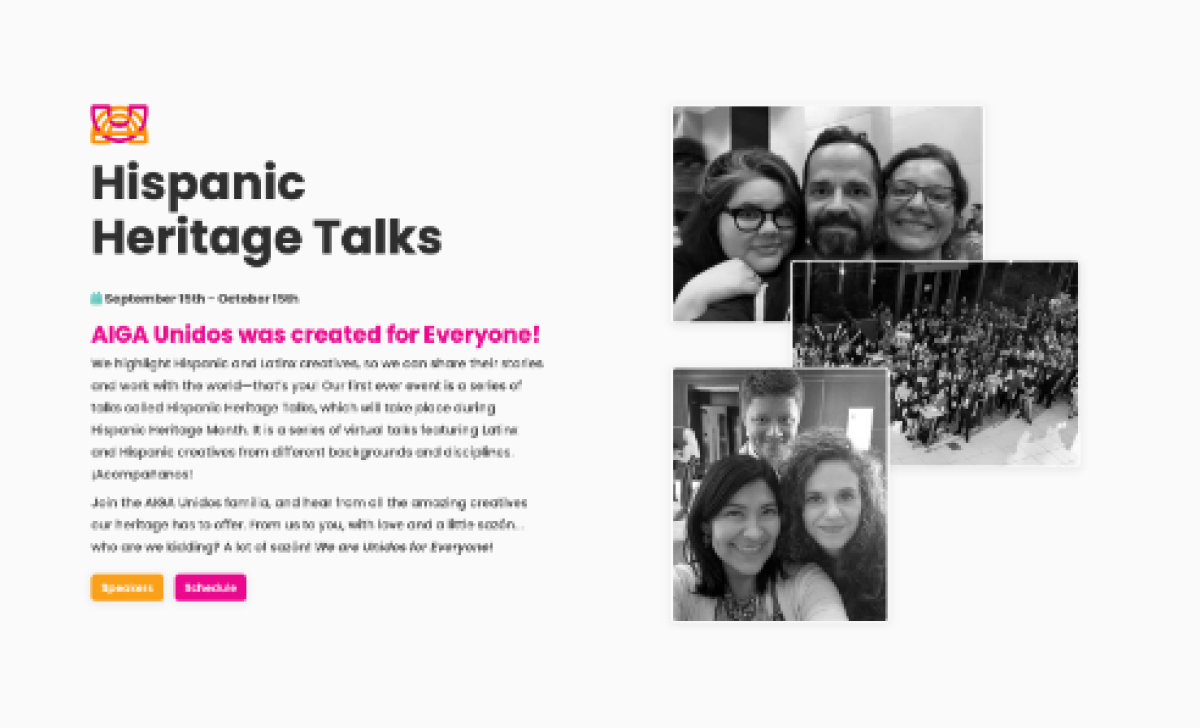 Hispanic
Heritage Talks
September 15th - October 15th
AIGA Unidos was created for Everyone!
We highlight Hispanic and Latinx creatives, so we can share their stories
and work with the world—that's you! Our first ever event is a series of
talks called Hispanic Heritage Talks, which will take place during
Hispanic Heritage Month. It is a series of virtual talks featuring Latinx
and Hispanic creatives from different backgrounds and disciplines.
¡Acompáñanos!
Join the AIGA Unidos familia, and hear from all the amazing creatives
our heritage has to offer. From us to you, with love and a little sazón...
who are we kidding? A lot of sazón! We are Unidos for Everyone!
Speakers
Schedule